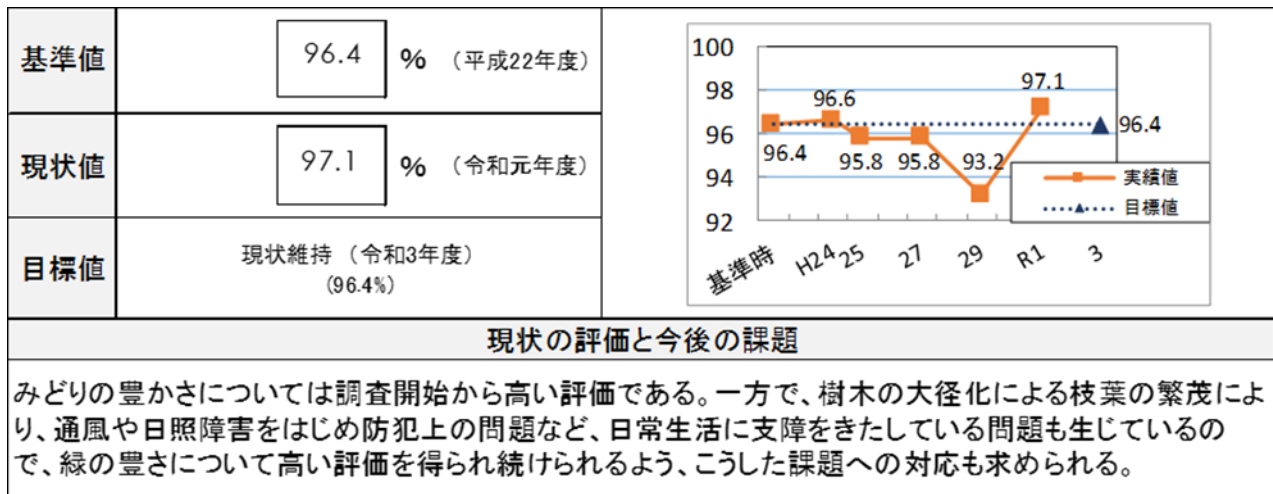 基準値
96.4 % （平成22年度）
現状値
97.1 % （令和元年度）
目標値
現状維持 （令和3年度）
(96.4%)
100
98
96
94
92
96.4
96.6
95.8
95.8
93.2
97.1
96.4
実績値
目標値
基準時 H24 25 27 29 R1 3
現状の評価と今後の課題
みどりの豊かさについては調査開始から高い評価である。一方で、樹木の大径化による枝葉の繁茂によ
り、通風や日照障害をはじめ防犯上の問題など、日常生活に支障をきたしている問題も生じているの
で、緑の豊さについて高い評価を得られ続けられるよう、こうした課題への対応も求められる。